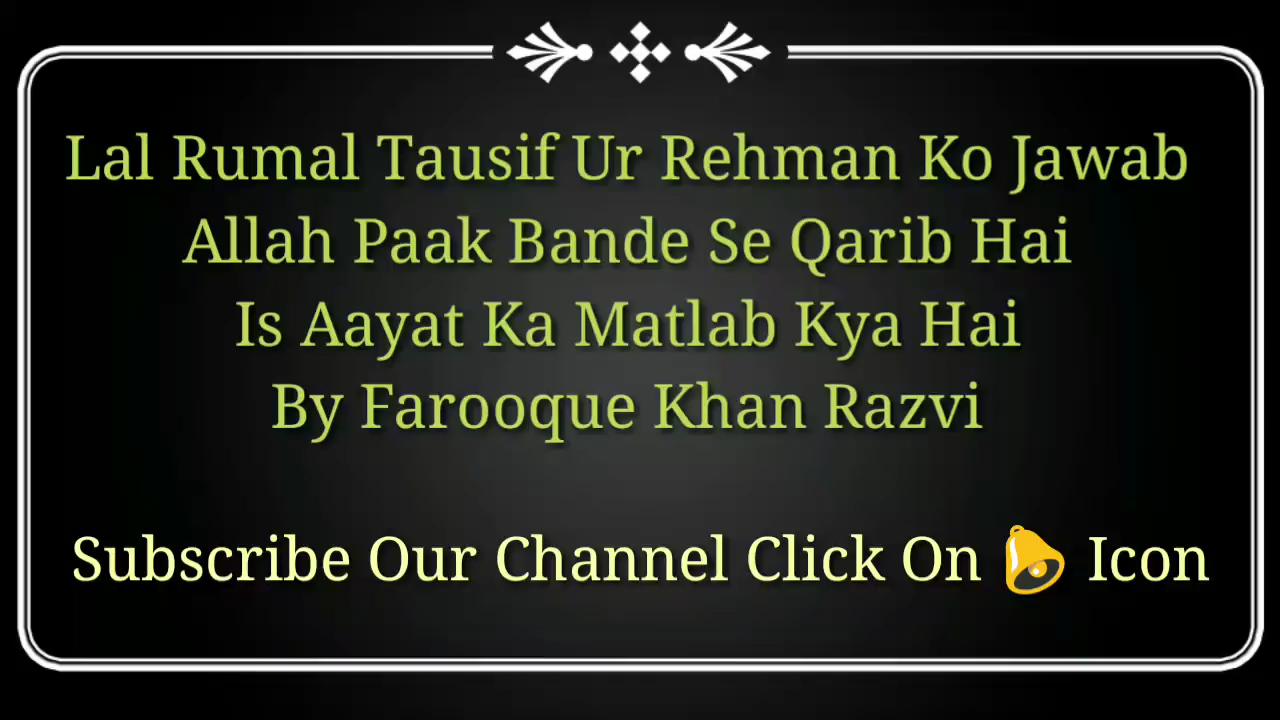 Lal Rumal Tausif Ur Rehman Ko Jawab
Allah Paak Bande Se Qarib Hai
Is Aayat Ka Matlab Kya Hai
By Farooque Khan Razvi
Subscribe Our Channel Click On 🔔 Icon